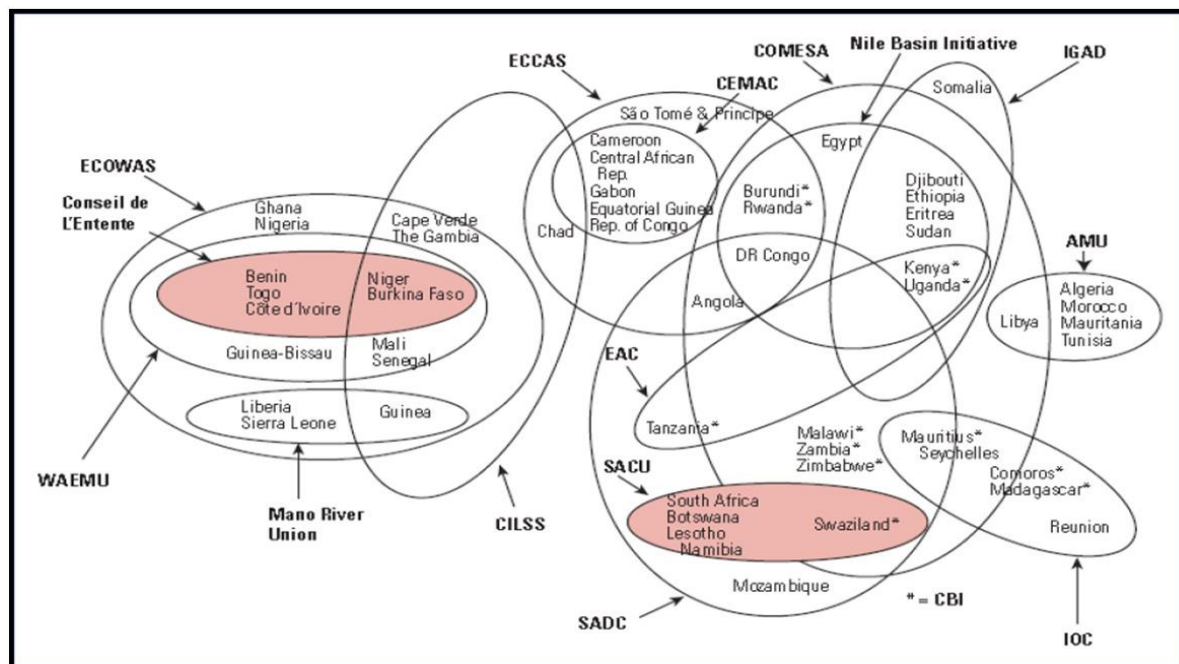 ECCAS
COMESA
Nile Basin Initiative
IGAD
CEMAC
Somalia
São Tomé & Principe
Cameroon
Central African
Rep.
Gabon
Equatorial Guinea
Rep. of Congo
Egypt
ECOWAS
Conseil de
L'Entente
Ghana
Nigeria
Cape Verde
The Gambia
Chad
Burundi*
Rwanda*
Djibouti
Ethiopia
Eritrea
Sudan
DR Congo
Kenya*
Uganda*
AMU
Benin
Togo
Côte d´Ivoire
Niger
Burkina Faso
Angola
Libya
Algeria
Morocco
Mauritania
Tunisia
Guinea-Bissau
Mali
Senegal
EAC
Liberia
Sierra Leone
Guinea
Tanzania*
Malawi*
Zambia*
Zimbabwe*
Mauritius*
Seychelles
Comoros*
Madagascar*
WAEMU
Mano River
Union
CILSS
SACU
South Africa
Botswana
Lesotho
Namibia
Swaziland*
Reunion
Mozambique
* = CBI
SADC
IOC